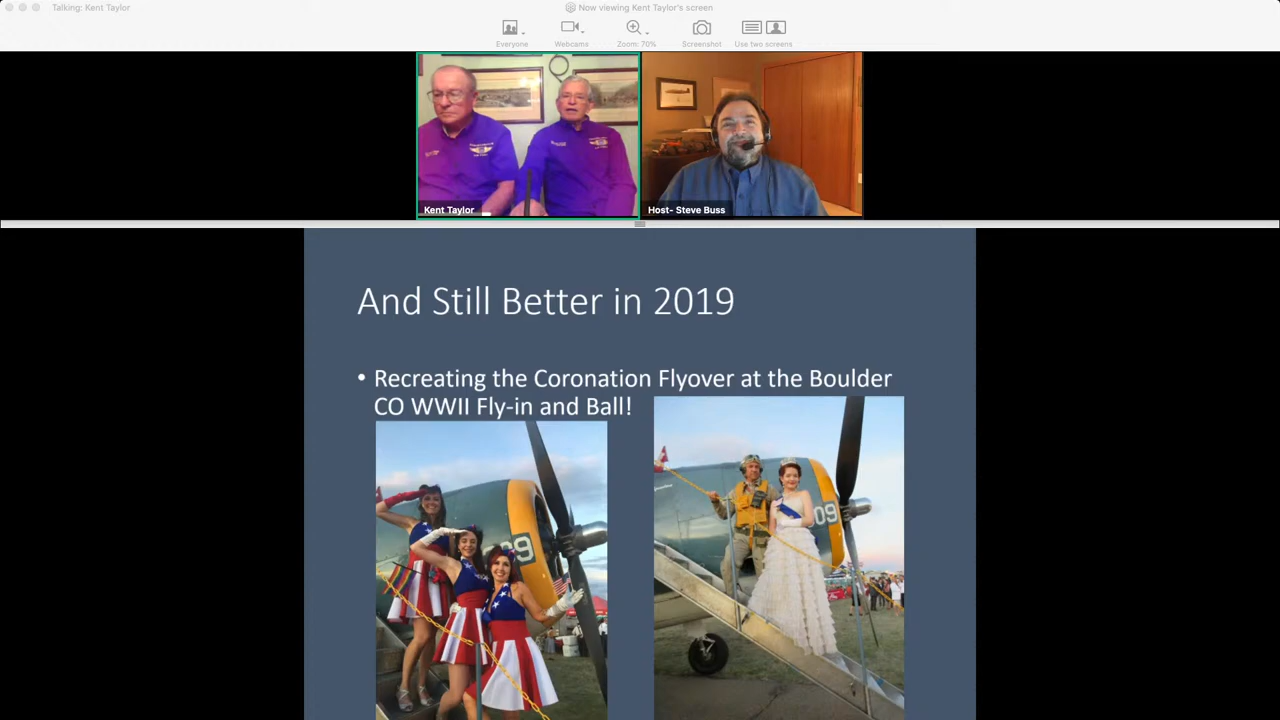 Talking: Kent Taylor
Now viewing Kent Taylor's screen
Everyone
Webcams
Zoom: 70%
Screenshot
Use two screens
Kent Taylor
Host- Steve Buss
And Still Better in 2019
• Recreating the Coronation Flyover at the Boulder
CO WWII Fly-in and Ball!
09